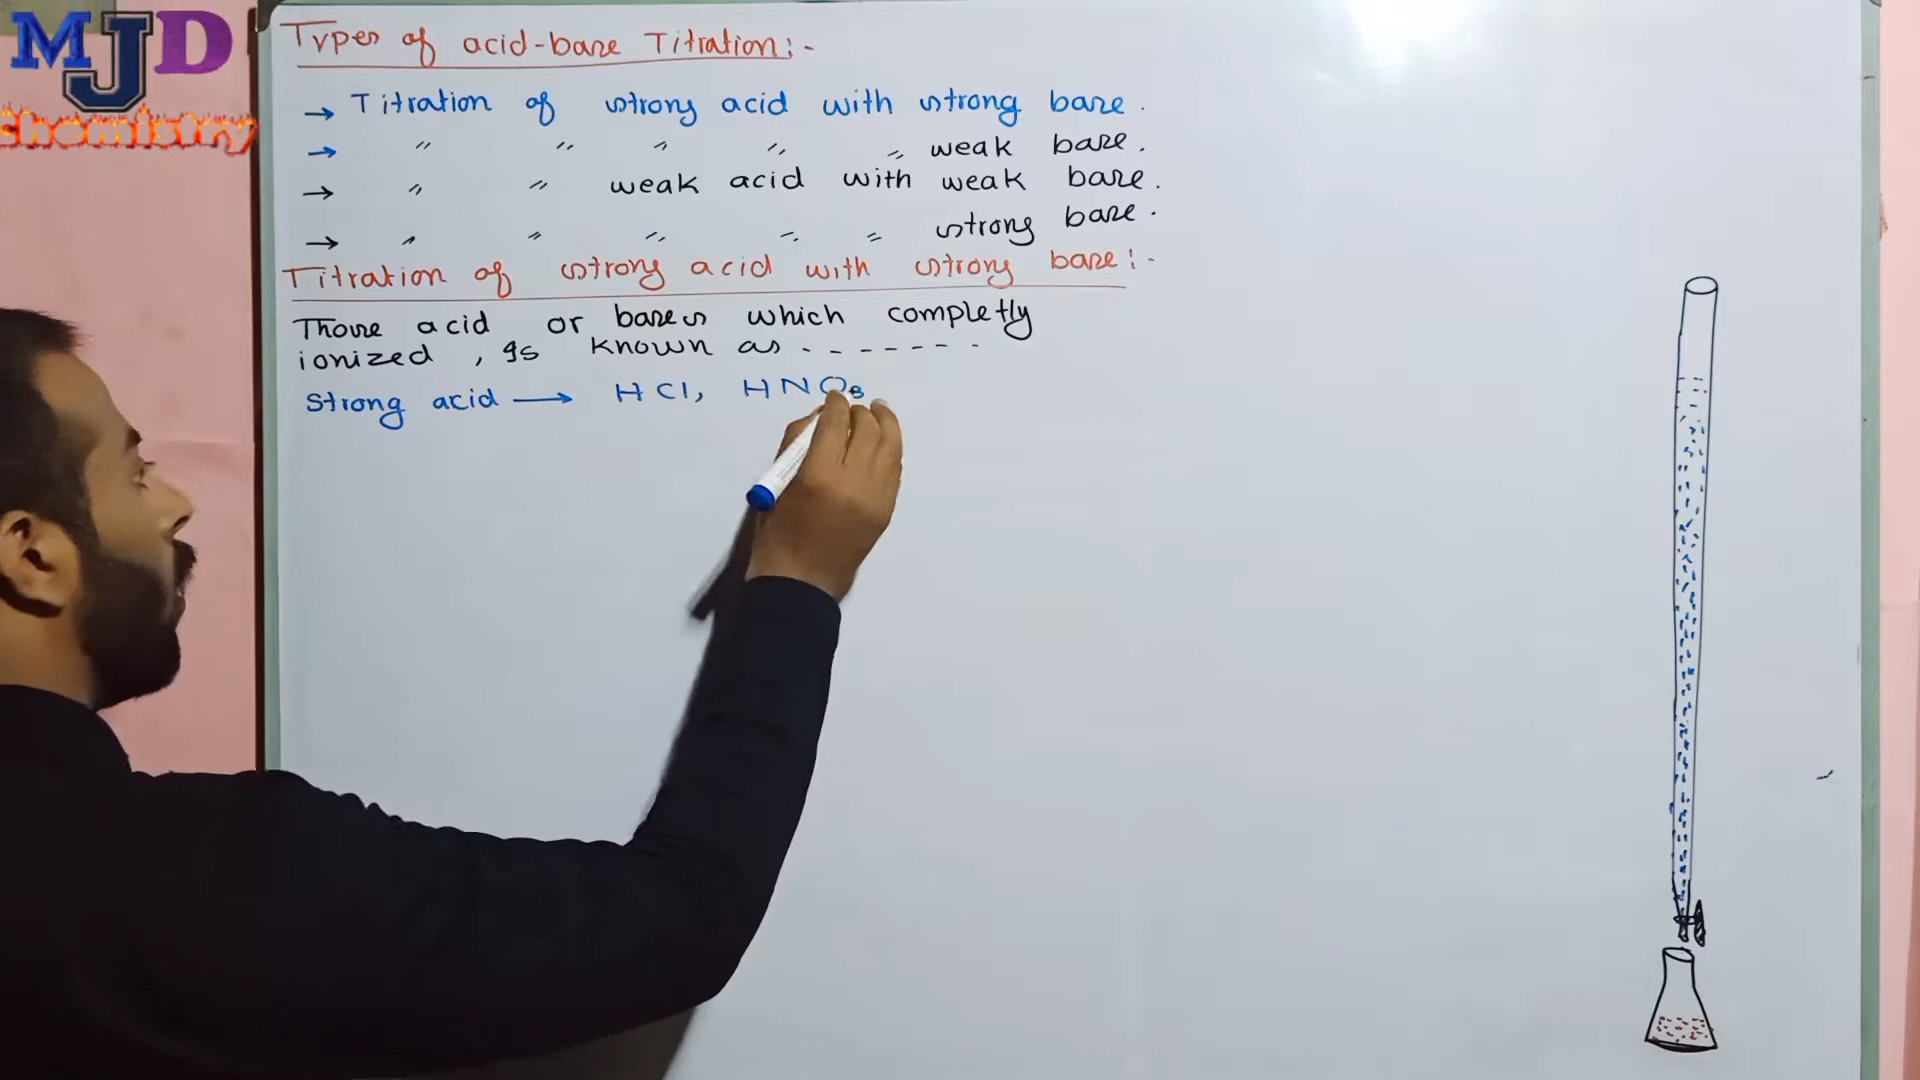 MJD
chemistry
Types of acid-base Titration:-
→ Titration of strong acid with strong base.
→ " " " " " weak base.
→ " " weak acid with weak base.
→ " " " " " strong base.
Titration of strong acid with strong base:-
Those acid or bases which completly
ionized, is known as - - - - - - -
Strong acid → HCl, HNO3